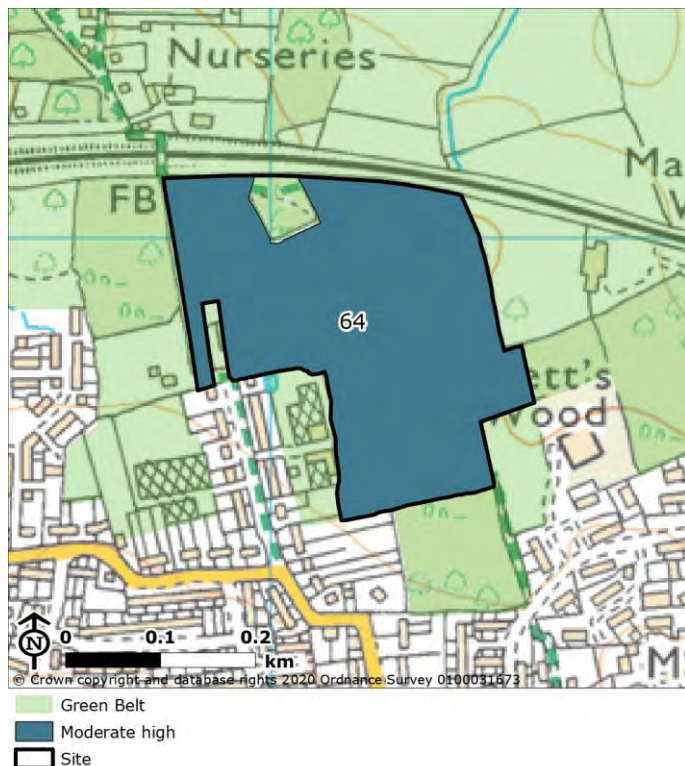 Nurseries
Ma
W
FB
64
ett's
Wood
N
0 0.1 0.2
km
M
© Crown copyright and database rights 2020 Ordnance Survey 0100031673
Green Belt
Moderate high
Site